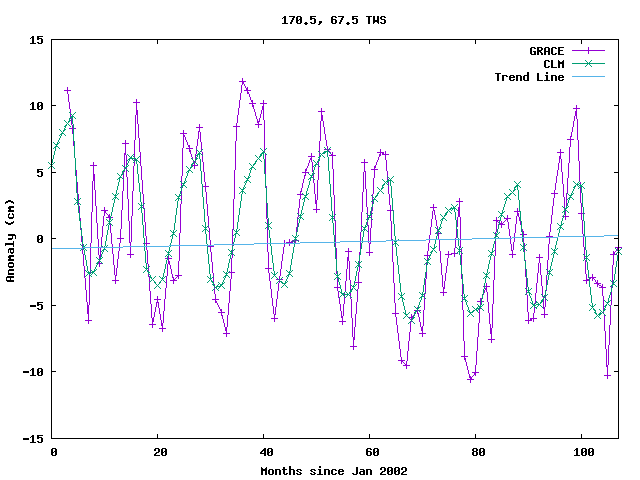 170.5, 67.5 TWS
GRACE
CLM
Trend Line
15
10
5
0
-5
-10
-15
Anomaly (cm)
0 20 40 60 80 100
Months since Jan 2002